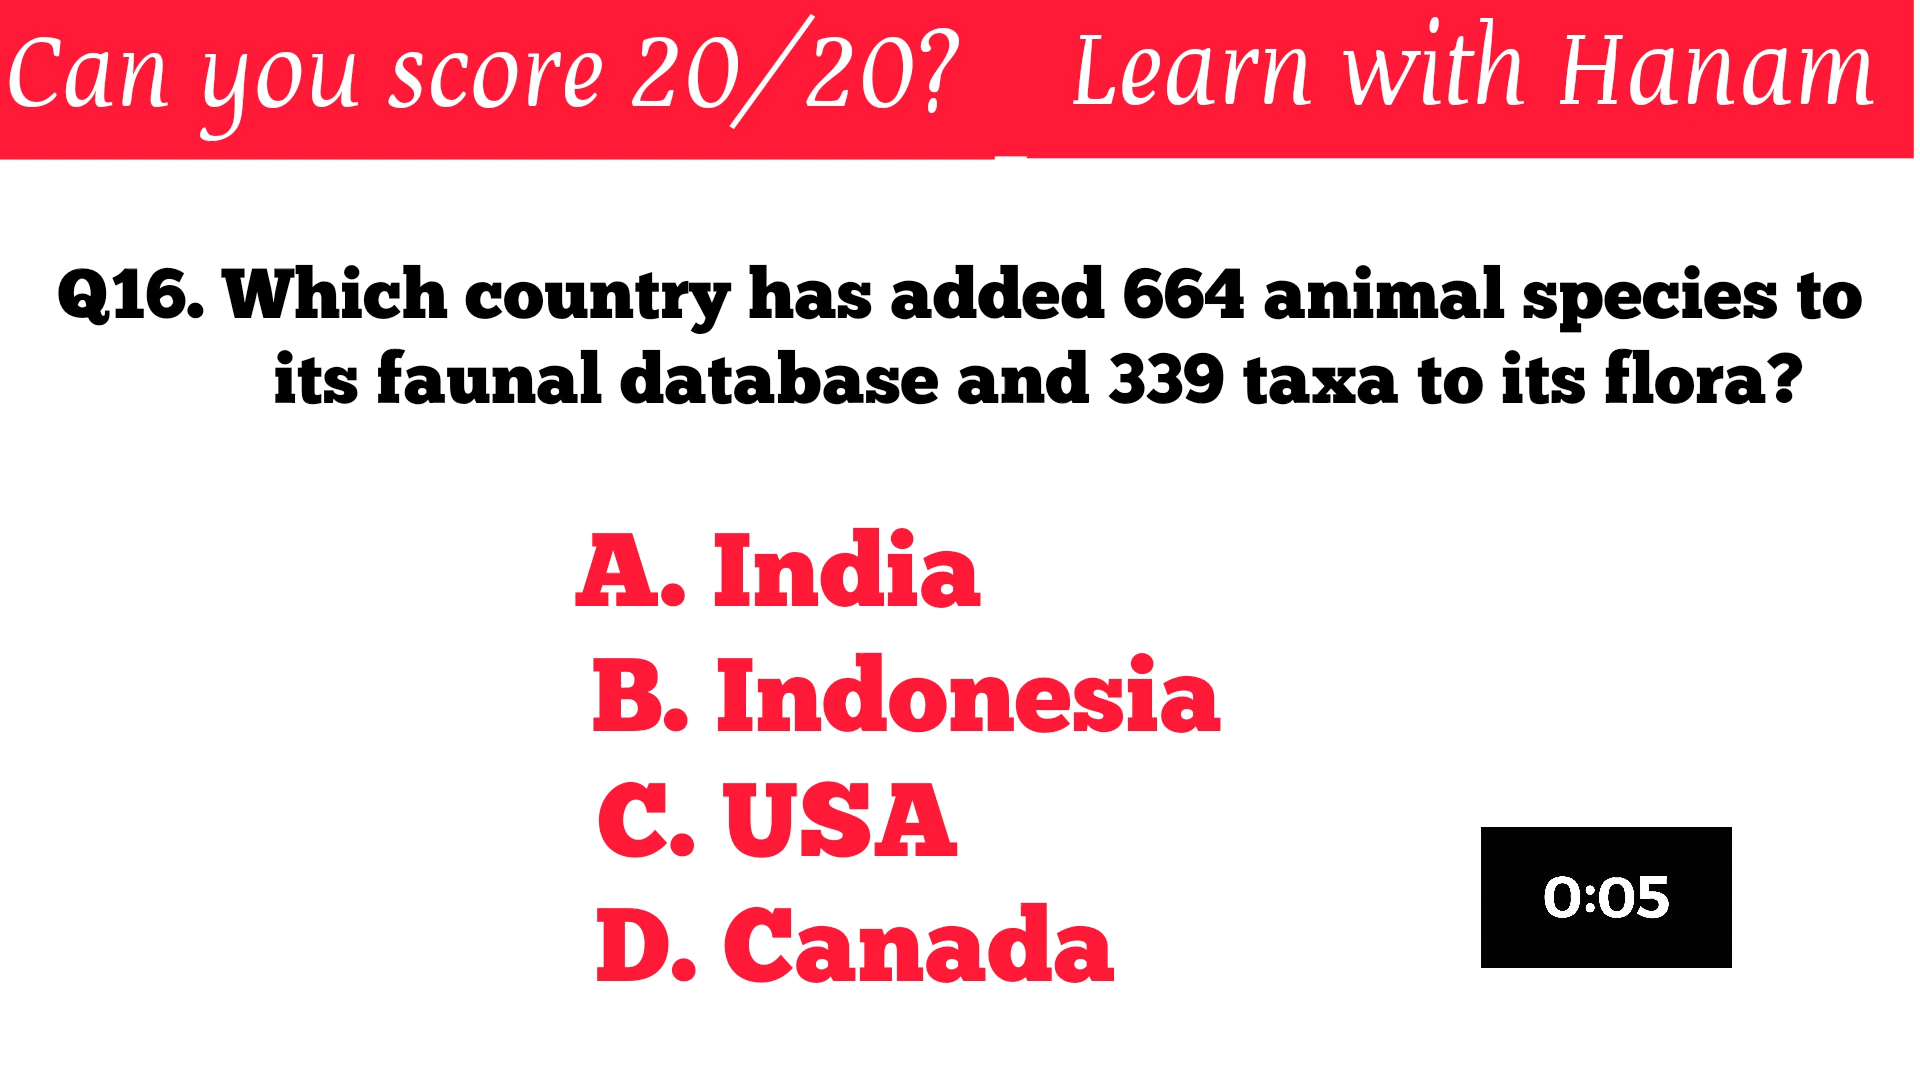 Can you score 20/20? Learn with Hanam
Q16. Which country has added 664 animal species to
its faunal database and 339 taxa to its flora?
A. India
B. Indonesia
C. USA
D. Canada
0:05